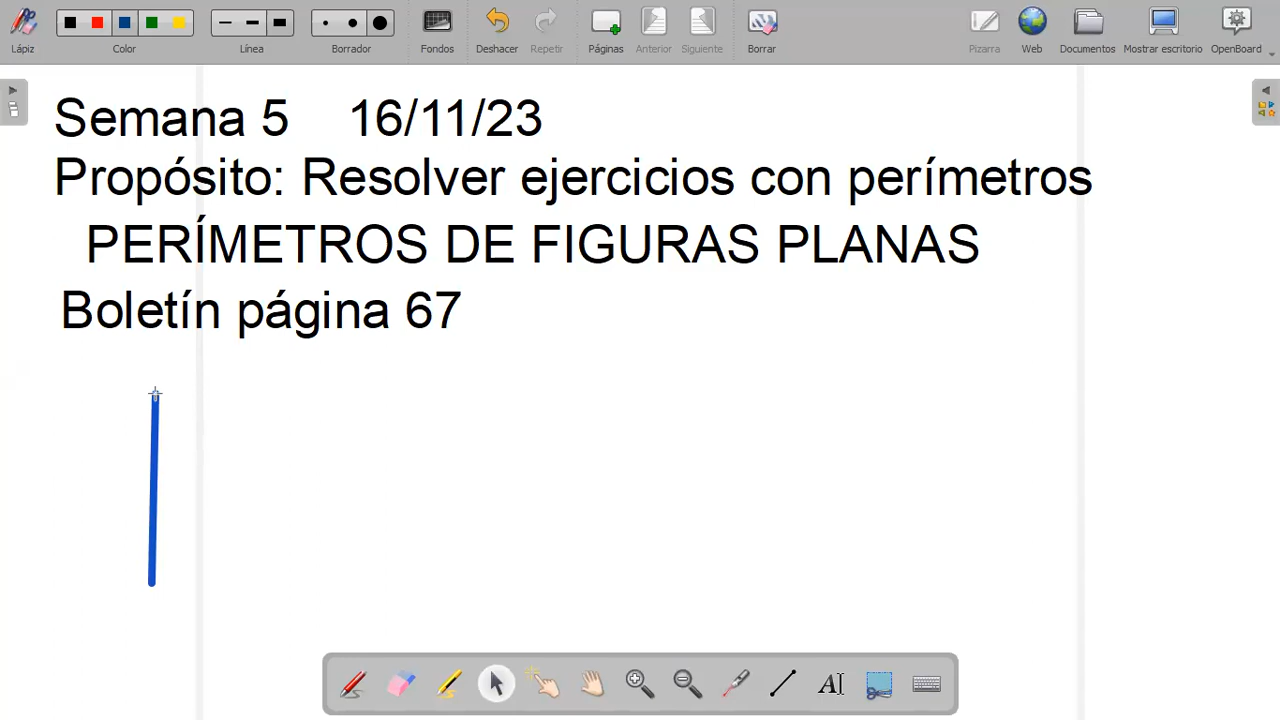 Lápiz Color Línea Borrador Fondos Deshacer Repetir Páginas Anterior Siguiente Borrar Pizarra Web Documentos Mostrar escritorio OpenBoard
Semana 5 16/11/23
Propósito: Resolver ejercicios con perímetros
PERÍMETROS DE FIGURAS PLANAS
Boletín página 67
AI